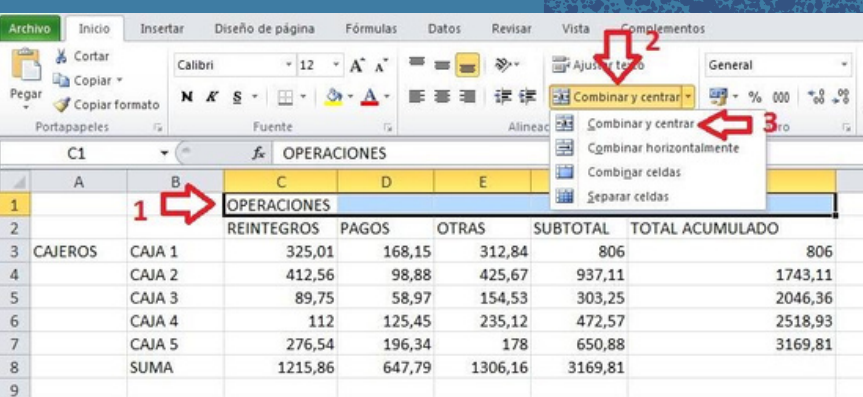 Archivo Inicio Insertar Diseño de página Fórmulas Datos Revisar Vista Complementos
2
Cortar
Copiar
Copiar formato
Pegar
Portapapeles
Calibri 12 A A
N K S A
Fuente
Ajustar texto
Combinar y centrar
General
% 000
Combinar y centrar
3
Combinar horizontalmente
Combinar celdas
Separar celdas
C1 fx OPERACIONES
A B C D E
1 OPERACIONES
1
2 REINTEGROS PAGOS OTRAS SUBTOTAL TOTAL ACUMULADO
3 CAJEROS CAJA 1 325,01 168,15 312,84 806 806
4 CAJA 2 412,56 98,88 425,67 937,11 1743,11
5 CAJA 3 89,75 58,97 154,53 303,25 2046,36
6 CAJA 4 112 125,45 235,12 472,57 2518,93
7 CAJA 5 276,54 196,34 178 650,88 3169,81
8 SUMA 1215,86 647,79 1306,16 3169,81
9